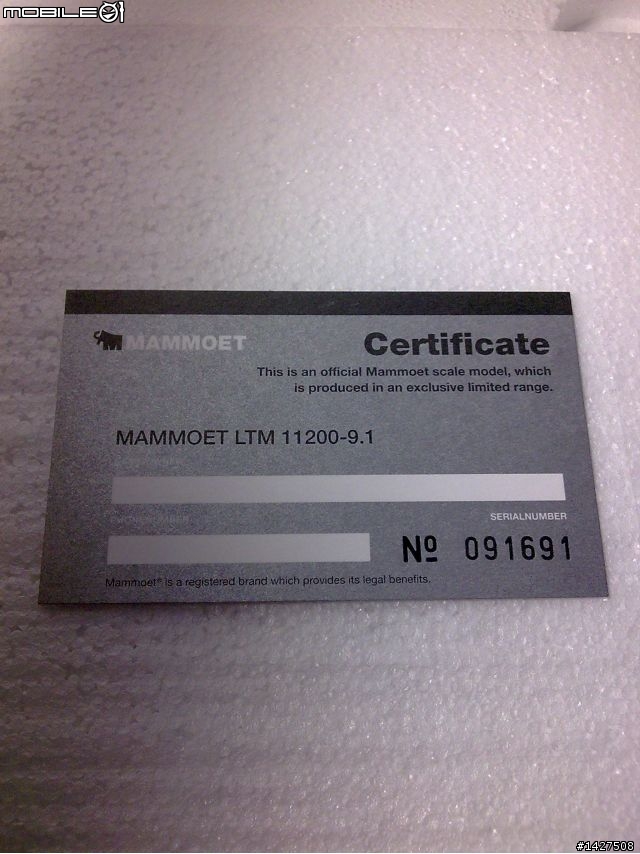 MOBILE01
MAMMOET
Certificate
This is an official Mammoet scale model, which
is produced in an exclusive limited range.
MAMMOET LTM 11200-9.1
SERIALNUMBER
Nº 091691
Mammoet® is a registered brand which provides its legal benefits.
#1427508